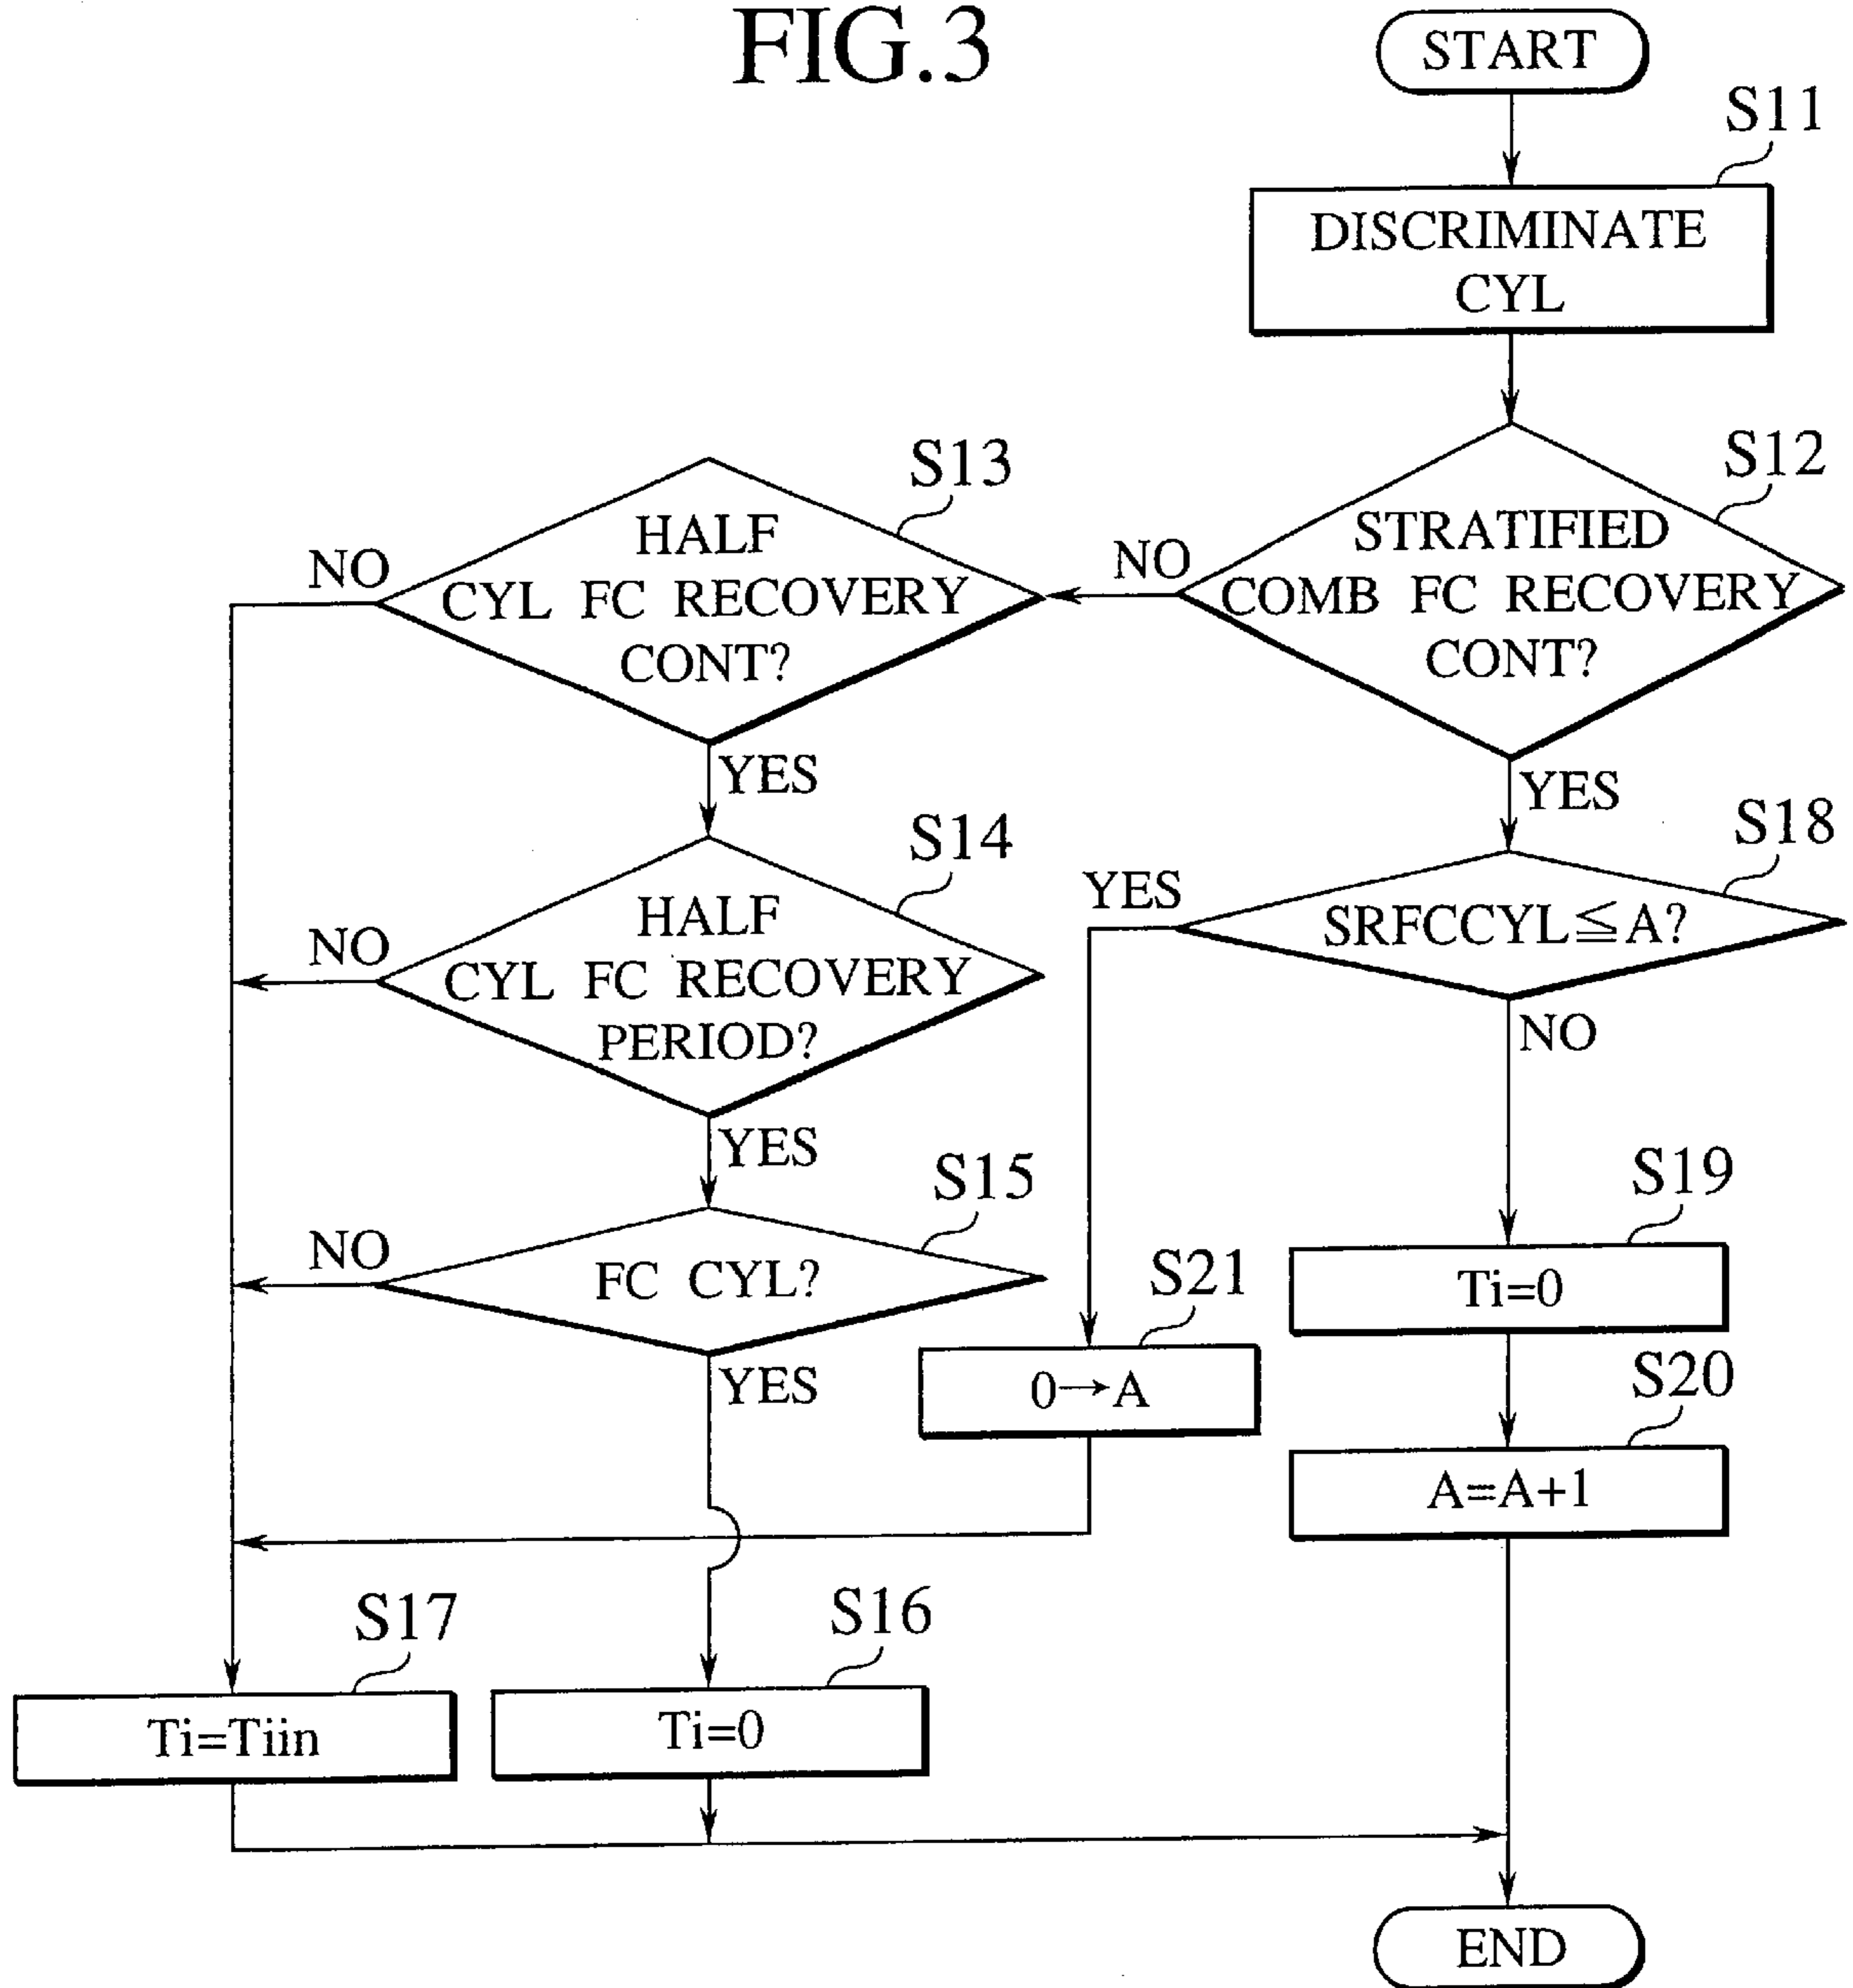 FIG.3
START
S11
DISCRIMINATE
CYL
S12
STRATIFIED
COMB FC RECOVERY
CONT?
NO
YES
S13
HALF
CYL FC RECOVERY
CONT?
NO
YES
S14
HALF
CYL FC RECOVERY
PERIOD?
NO
YES
S15
FC CYL?
NO
YES
S18
SRFCCYL≦A?
YES
NO
S21
0→A
S19
Ti=0
S20
A=A+1
S17
Ti=Tiin
S16
Ti=0
END